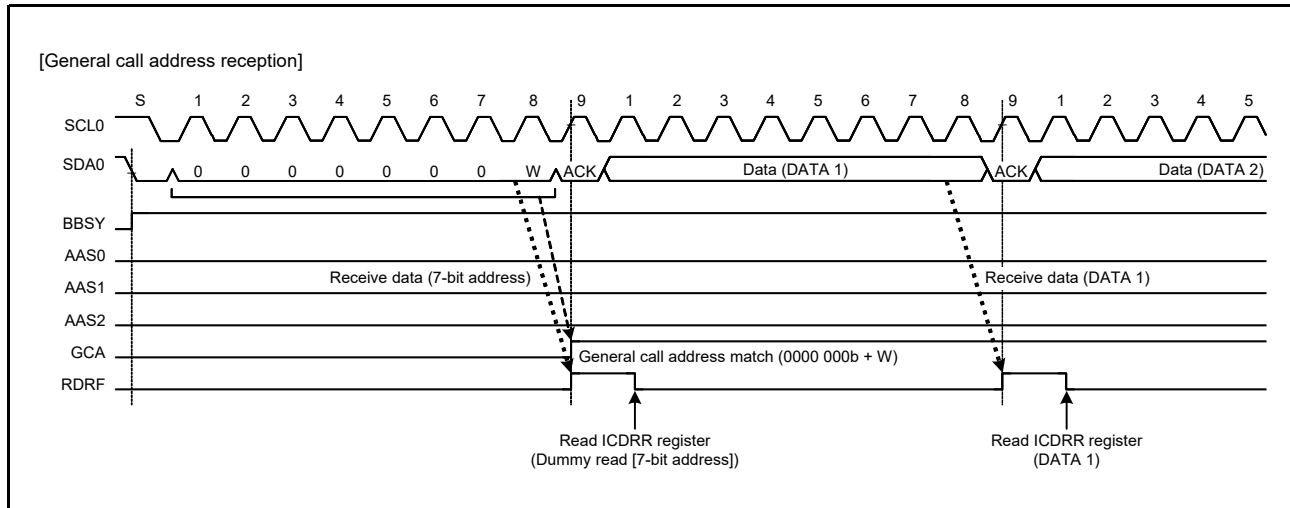 [General call address reception]
S 1 2 3 4 5 6 7 8 9 1 2 3 4 5 6 7 8 9 1 2 3 4 5
SCL0
SDA0 0 0 0 0 0 0 0 W ACK Data (DATA 1) ACK Data (DATA 2)
BBSY
AAS0
Receive data (7-bit address) Receive data (DATA 1)
AAS1
AAS2
GCA General call address match (0000 000b + W)
RDRF
Read ICDRR register Read ICDRR register
(Dummy read [7-bit address]) (DATA 1)